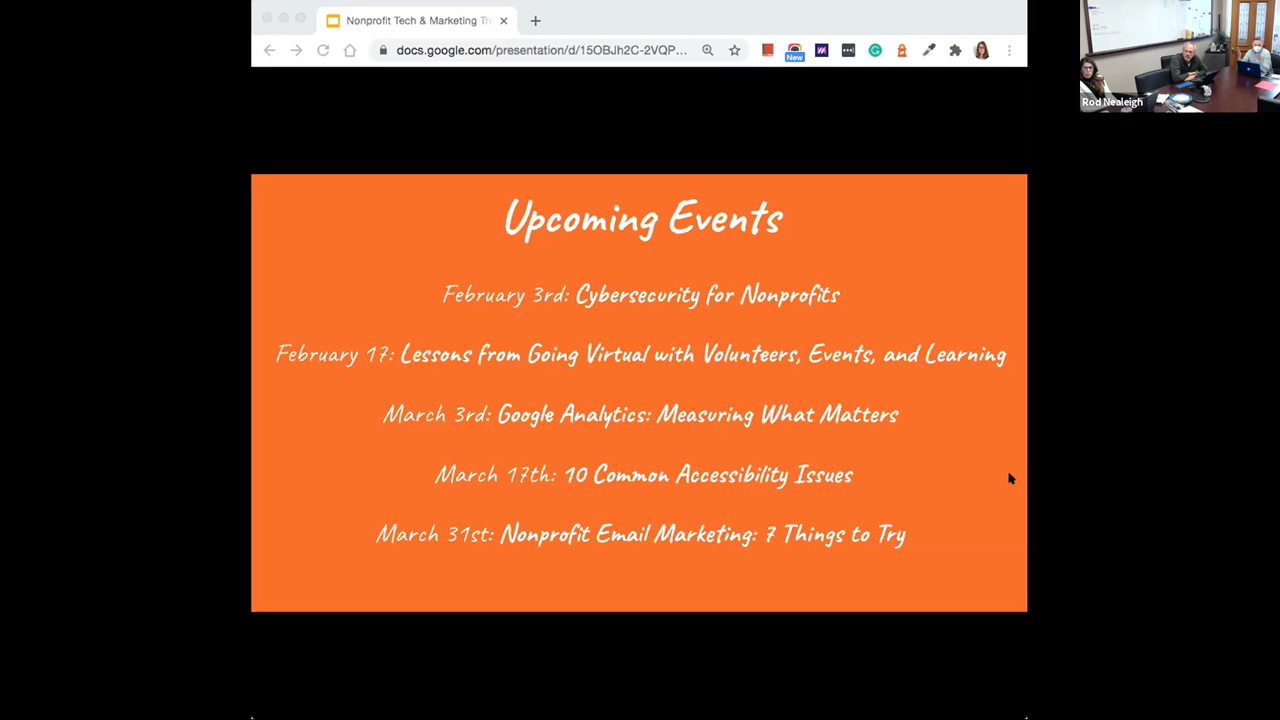 Nonprofit Tech & Marketing Tr
docs.google.com/presentation/d/15OBJh2C-2VQP...
New
Rod Nealeigh
Upcoming Events
February 3rd: Cybersecurity for Nonprofits
February 17: Lessons from Going Virtual with Volunteers, Events, and Learning
March 3rd: Google Analytics: Measuring What Matters
March 17th: 10 Common Accessibility Issues
March 31st: Nonprofit Email Marketing: 7 Things to Try